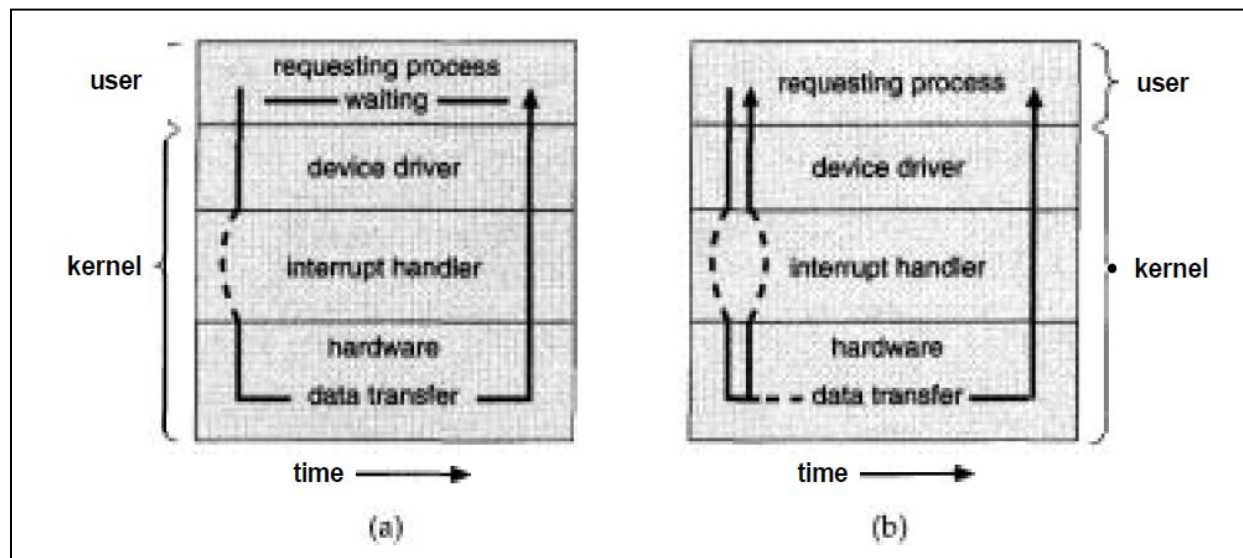 user
requesting process
waiting
device driver
kernel
interrupt handler
hardware
data transfer
time
(a)
requesting process
user
device driver
interrupt handler
kernel
hardware
data transfer
time
(b)